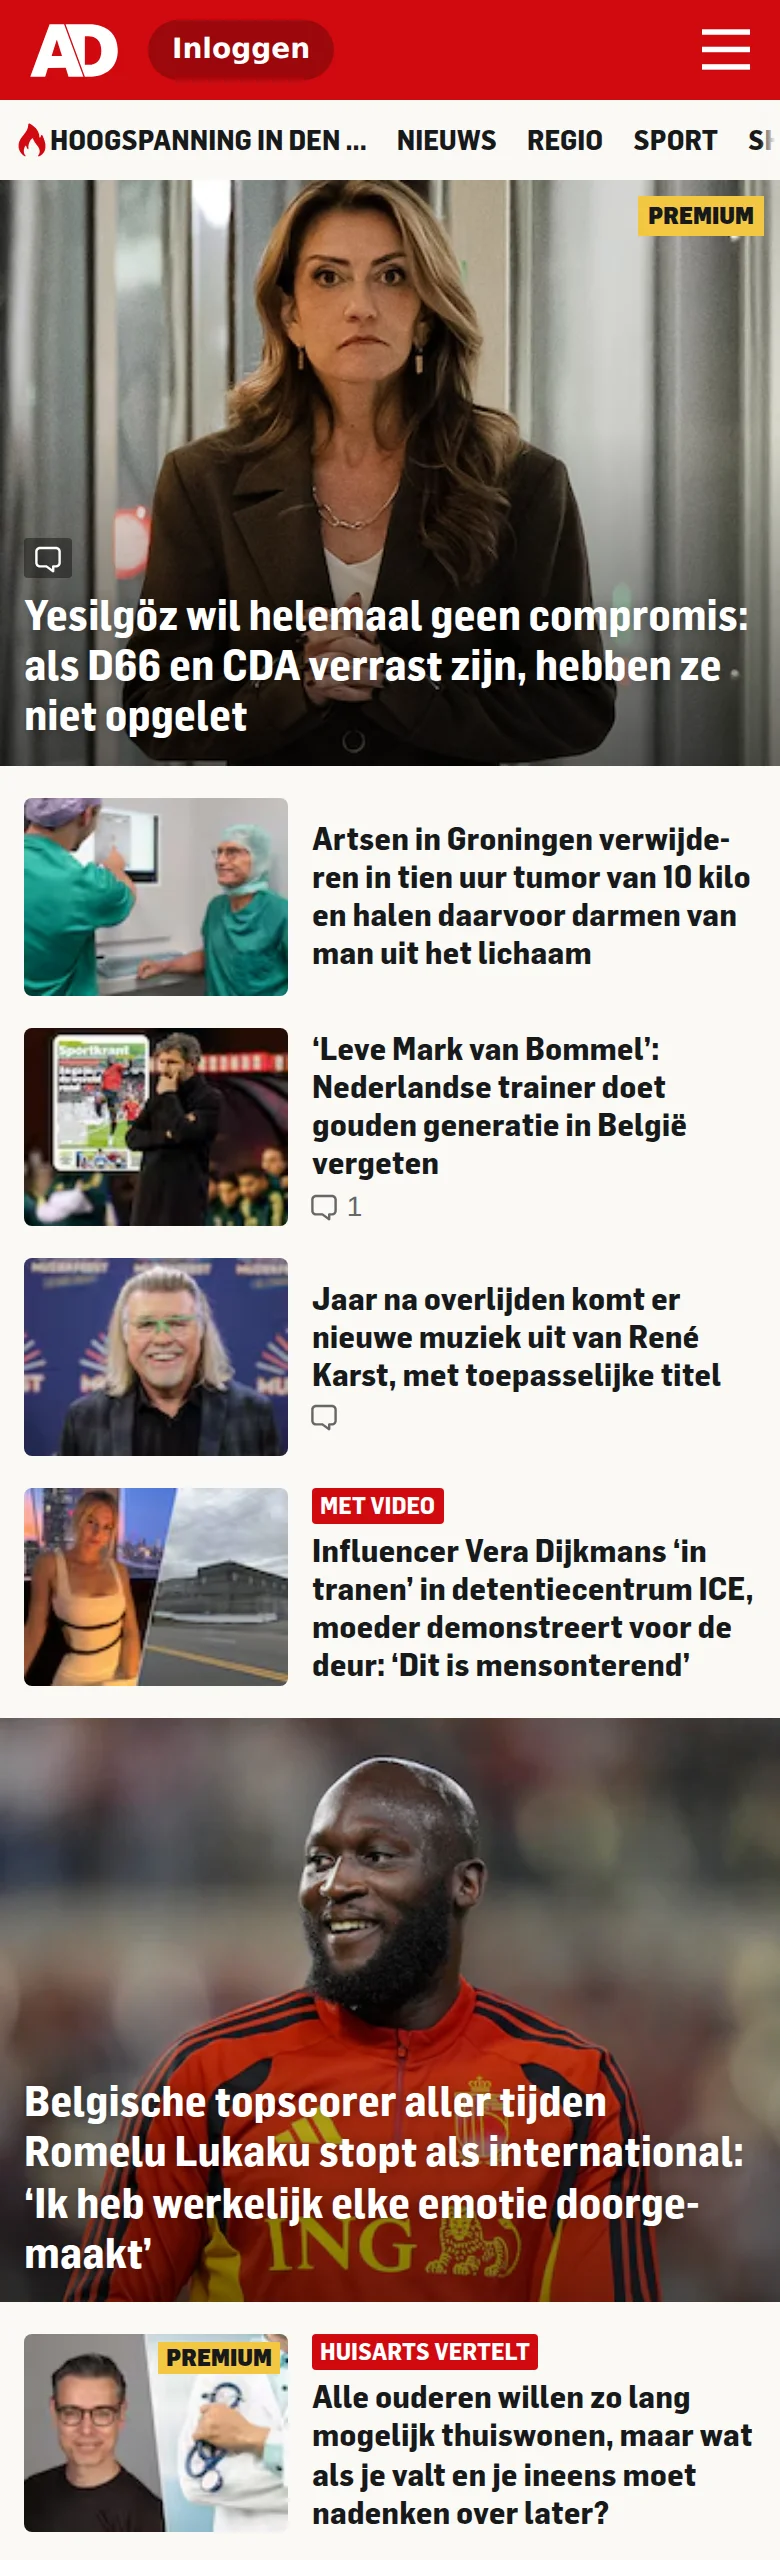 AD Inloggen
HOOGSPANNING IN DEN ... NIEUWS REGIO SPORT
PREMIUM
Yesilgöz wil helemaal geen compromis:
als D66 en CDA verrast zijn, hebben ze
niet opgelet
Artsen in Groningen verwijde-
ren in tien uur tumor van 10 kilo
en halen daarvoor darmen van
man uit het lichaam
Sportkrant
‘Leve Mark van Bommel’:
Nederlandse trainer doet
gouden generatie in België
vergeten
1
Jaar na overlijden komt er
nieuwe muziek uit van René
Karst, met toepasselijke titel
MET VIDEO
Influencer Vera Dijkmans ‘in
tranen’ in detentiecentrum ICE,
moeder demonstreert voor de
deur: ‘Dit is mensonterend’
Belgische topscorer aller tijden
Romelu Lukaku stopt als international:
‘Ik heb werkelijk elke emotie doorge-
maakt’
ING
PREMIUM
HUISARTS VERTELT
Alle ouderen willen zo lang
mogelijk thuiswonen, maar wat
als je valt en je ineens moet
nadenken over later?